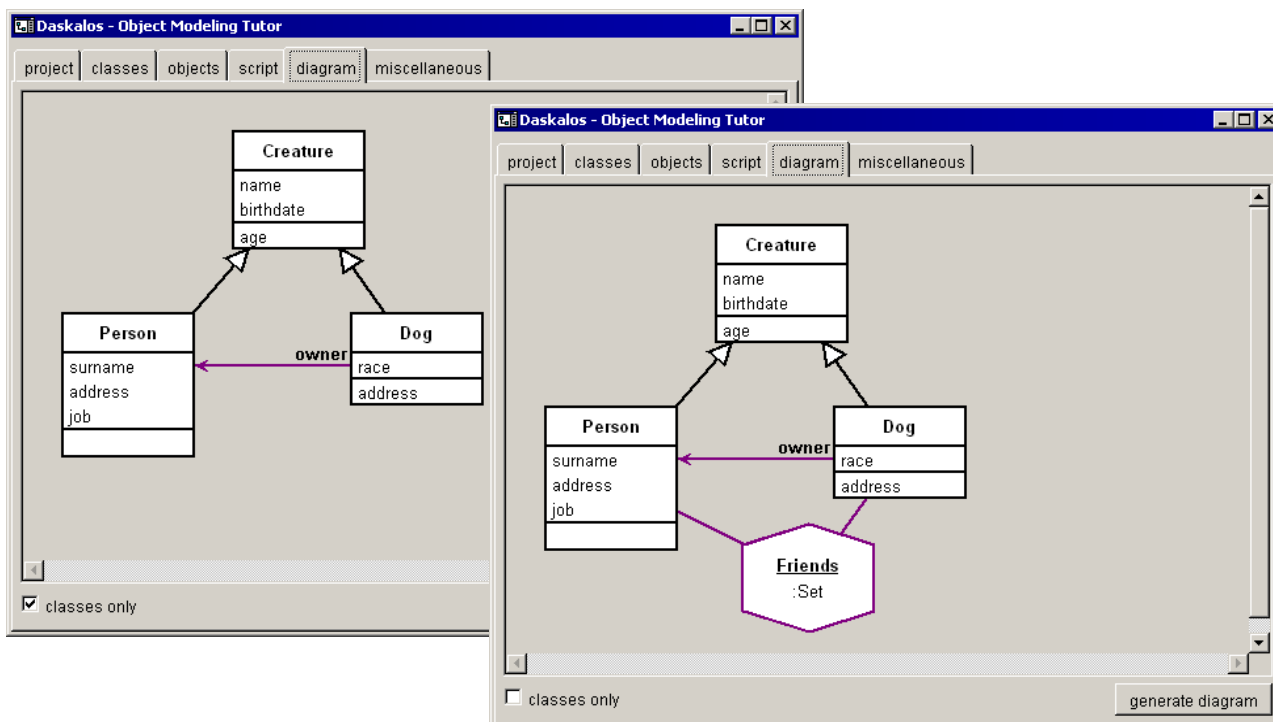 Daskalos - Object Modeling Tutor
project classes objects script diagram miscellaneous
Creature
name
birthdate
age
Person
surname
address
job
owner
Dog
race
address
classes only
Daskalos - Object Modeling Tutor
project classes objects script diagram miscellaneous
Creature
name
birthdate
age
Person
surname
address
job
owner
Dog
race
address
Friends
:Set
classes only
generate diagram